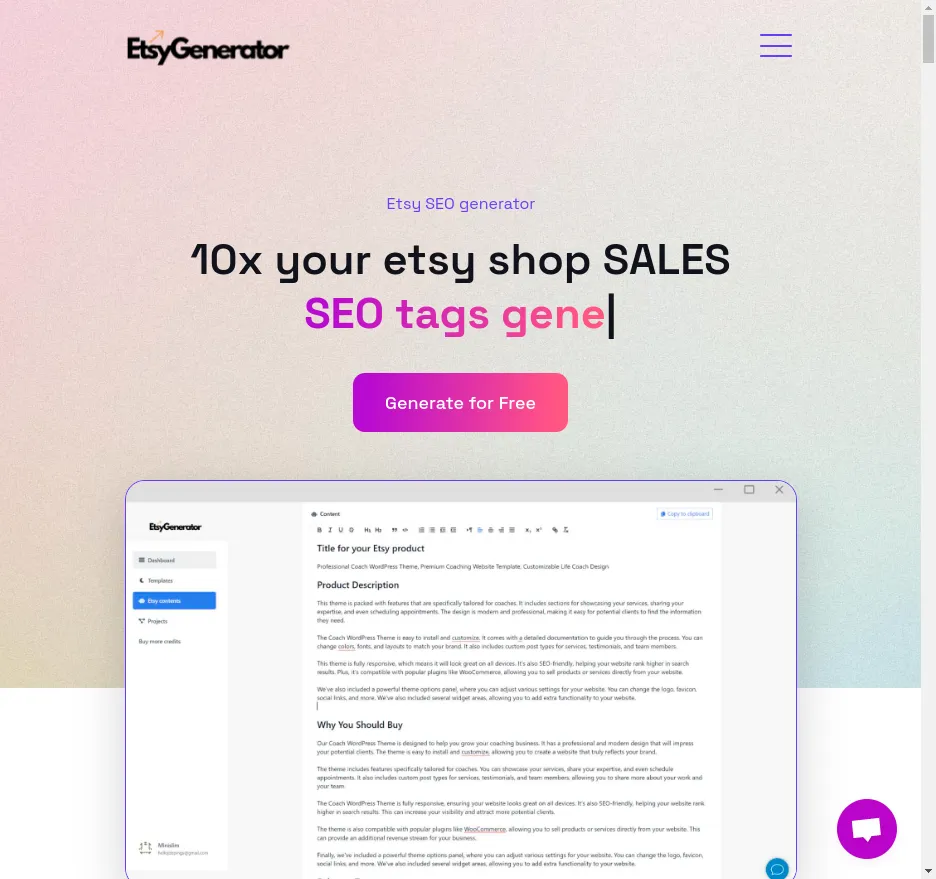 EtsyGenerator
Etsy SEO generator
10x your etsy shop SALES
SEO tags gene
Generate for Free
EtsyGenerator
Dashboard
Templates
Etsy contents
Projects
Buy more credits
Content
Copy to clipboard
Title for your Etsy product
Professional Coach WordPress Theme, Premium Coaching Website Template, Customizable Life Coach Design
Product Description
This theme is packed with features that are specifically tailored for coaches. It includes sections for showcasing your services, sharing your
expertise, and even scheduling appointments. The design is modern and professional, making it easy for potential clients to find the information
they need.
The Coach WordPress Theme is easy to install and customize. It comes with a detailed documentation to guide you through the process. You can
change colors, fonts, and layouts to match your brand. It also includes custom post types for services, testimonials, and team members.
This theme is fully responsive, which means it will look great on all devices. It's also SEO-friendly, helping your website rank higher in search
results. Plus, it's compatible with popular plugins like WooCommerce, allowing you to sell products or services directly from your website.
We've also included a powerful theme options panel, where you can adjust various settings for your website. You can change the logo, favicon,
social links, and more. We've also included several widget areas, allowing you to add extra functionality to your website.
Why You Should Buy
Our Coach WordPress Theme is designed to help you grow your coaching business. It has a professional and modern design that will impress
your potential clients. The theme is easy to install and customize, allowing you to create a website that truly reflects your brand.
The theme includes features specifically tailored for coaches. You can showcase your services, share your expertise, and even schedule
appointments. It also includes custom post types for services, testimonials, and team members, allowing you to share more about your work and
your team.
The Coach WordPress Theme is fully responsive, ensuring your website looks great on all devices. It's also SEO-friendly, helping your website rank
higher in search results. This can increase your visibility and attract more potential clients.
The theme is also compatible with popular plugins like WooCommerce, allowing you to sell products or services directly from your website. This
can provide an additional revenue stream for your business.
Finally, we've included a powerful theme options panel, where you can adjust various settings for your website. You can change the logo, favicon,
social links, and more. We've also included several widget areas, allowing you to add extra functionality to your website.